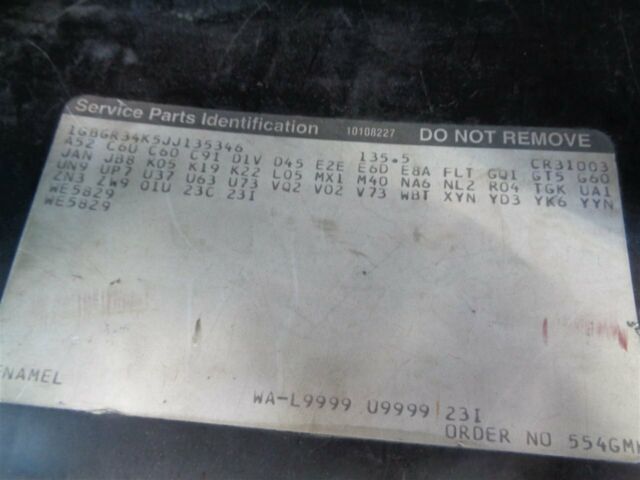 Service Parts Identification 10108227 DO NOT REMOVE
1GBGR34K5JJ135346 135.5 CR31003
A52 C6U C60 C91 D1V D45 E2E E6D E8A FLT GQ1 GT5 G60
JAN JB8 K05 K19 K22 L05 MX1 M40 NA6 NL2 R04 TGK UA1
UN9 UP7 U37 U63 U73 VQ2 V02 V73 WBT XYN YD3 YK6 YYN
ZN3 ZW9 01U 23C 23I
WE5829
WE5829
ENAMEL
WA-L9999 U9999 23I
ORDER NO 554GM